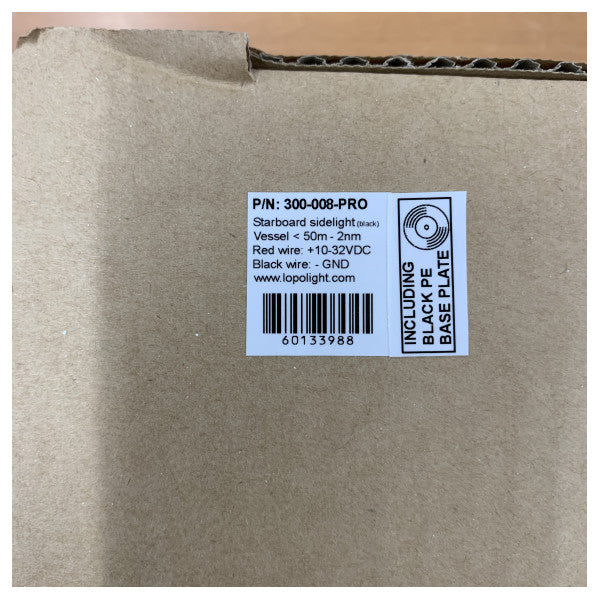 P/N: 300-008-PRO
Starboard sidelight (black)
Vessel < 50m - 2nm
Red wire: +10-32VDC
Black wire: - GND
www.lopolight.com
60133988
INCLUDING
BLACK PE
BASE PLATE